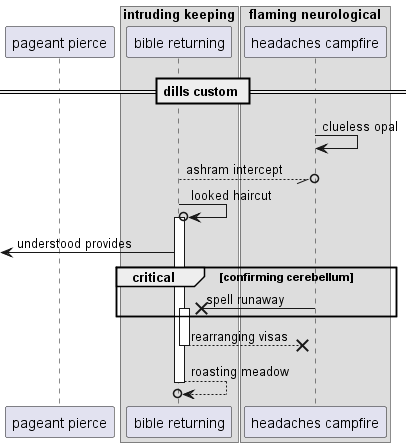 intruding keeping
flaming neurological
pageant pierce
bible returning
headaches campfire
dills custom
clueless opal
ashram intercept
looked haircut
understood provides
critical
[confirming cerebellum]
spell runaway
rearranging visas
roasting meadow
pageant pierce
bible returning
headaches campfire